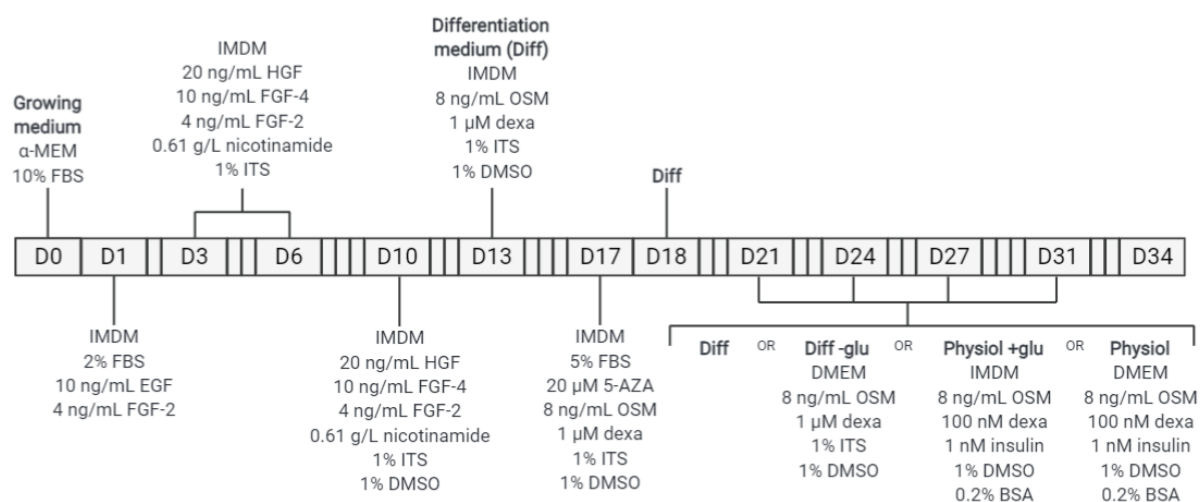 Growing
medium
α-MEM
10% FBS
IMDM
20 ng/mL HGF
10 ng/mL FGF-4
4 ng/mL FGF-2
0.61 g/L nicotinamide
1% ITS
Differentiation
medium (Diff)
IMDM
8 ng/mL OSM
1 µM dexa
1% ITS
1% DMSO
Diff
D0 D1 D3 D6 D10 D13 D17 D18 D21 D24 D27 D31 D34
IMDM
2% FBS
10 ng/mL EGF
4 ng/mL FGF-2
IMDM
20 ng/mL HGF
10 ng/mL FGF-4
4 ng/mL FGF-2
0.61 g/L nicotinamide
1% ITS
1% DMSO
IMDM
5% FBS
20 µM 5-AZA
8 ng/mL OSM
1 µM dexa
1% ITS
1% DMSO
Diff
OR
Diff -glu
DMEM
8 ng/mL OSM
1 µM dexa
1% ITS
1% DMSO
OR
Physiol +glu
IMDM
8 ng/mL OSM
100 nM dexa
1 nM insulin
1% DMSO
0.2% BSA
OR
Physiol
DMEM
8 ng/mL OSM
100 nM dexa
1 nM insulin
1% DMSO
0.2% BSA